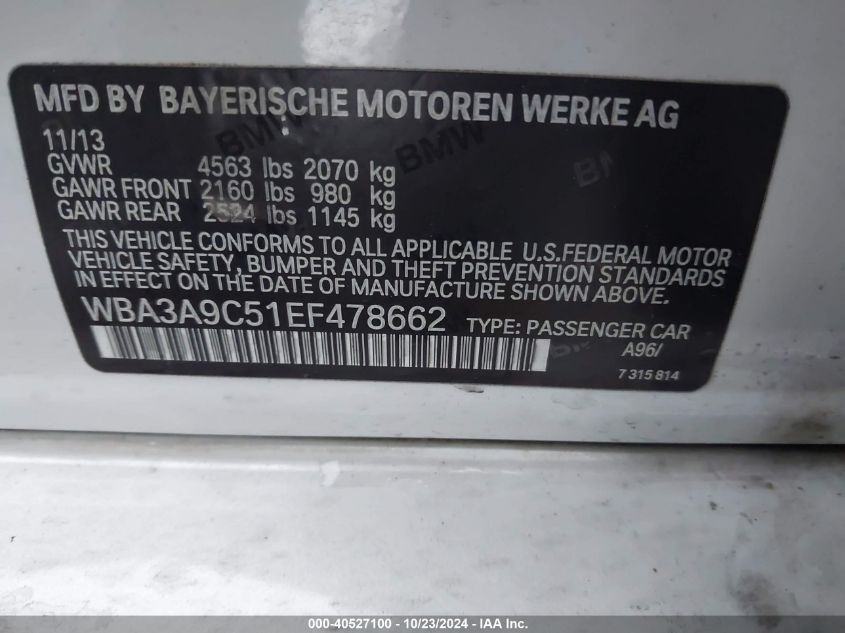 MFD BY BAYERISCHE MOTOREN WERKE AG
11/13
GVWR 4563 lbs 2070 kg
GAWR FRONT 2160 lbs 980 kg
GAWR REAR 2524 lbs 1145 kg
THIS VEHICLE CONFORMS TO ALL APPLICABLE U.S.FEDERAL MOTOR
VEHICLE SAFETY, BUMPER AND THEFT PREVENTION STANDARDS
IN EFFECT ON THE DATE OF MANUFACTURE SHOWN ABOVE.
WBA3A9C51EF478662 TYPE: PASSENGER CAR
A96/
7 315 814
BMW
BMW
000-40527100 - 10/23/2024 - IAA Inc.